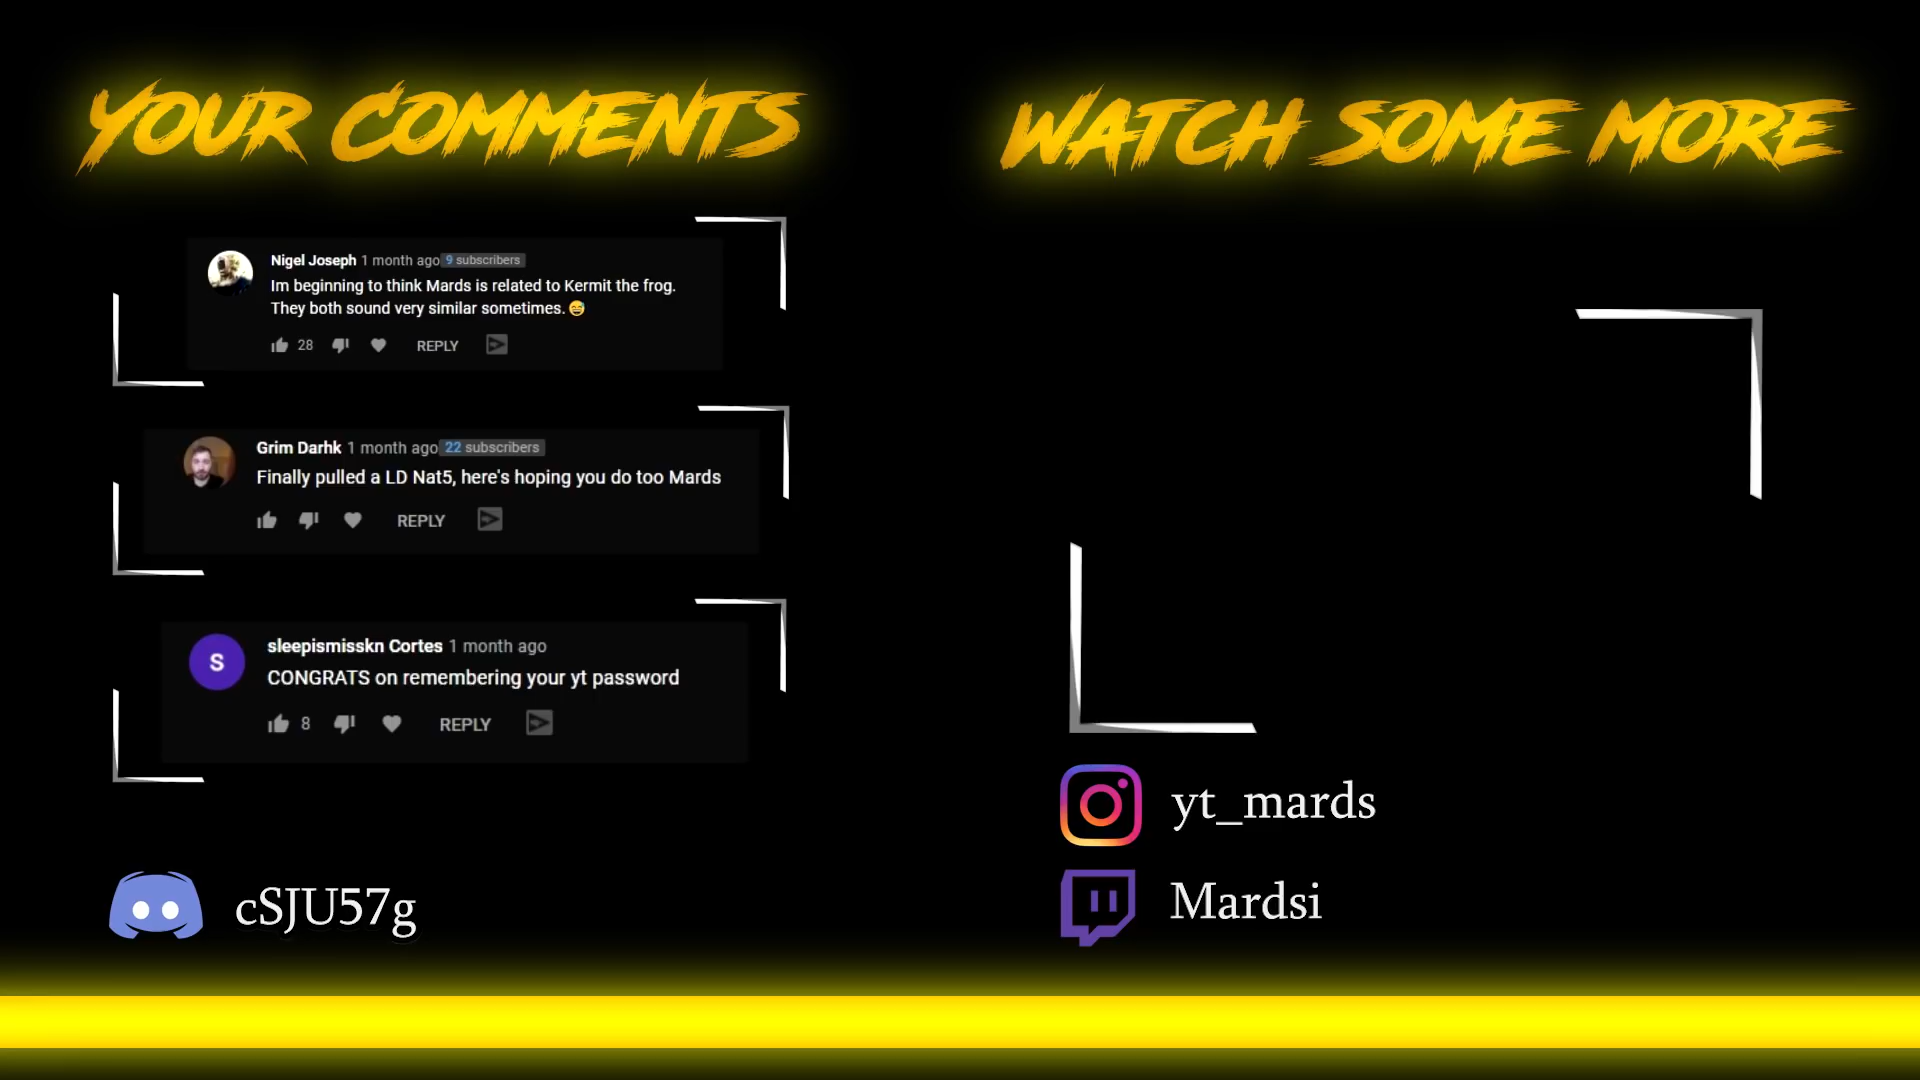 YOUR COMMENTS
Nigel Joseph 1 month ago 9 subscribers
Im beginning to think Mards is related to Kermit the frog.
They both sound very similar sometimes. 😅
28 REPLY
Grim Darhk 1 month ago 22 subscribers
Finally pulled a LD Nat5, here's hoping you do too Mards
REPLY
S
sleepismisskn Cortes 1 month ago
CONGRATS on remembering your yt password
8 REPLY
cSJU57g
WATCH SOME MORE
yt_mards
Mardsi